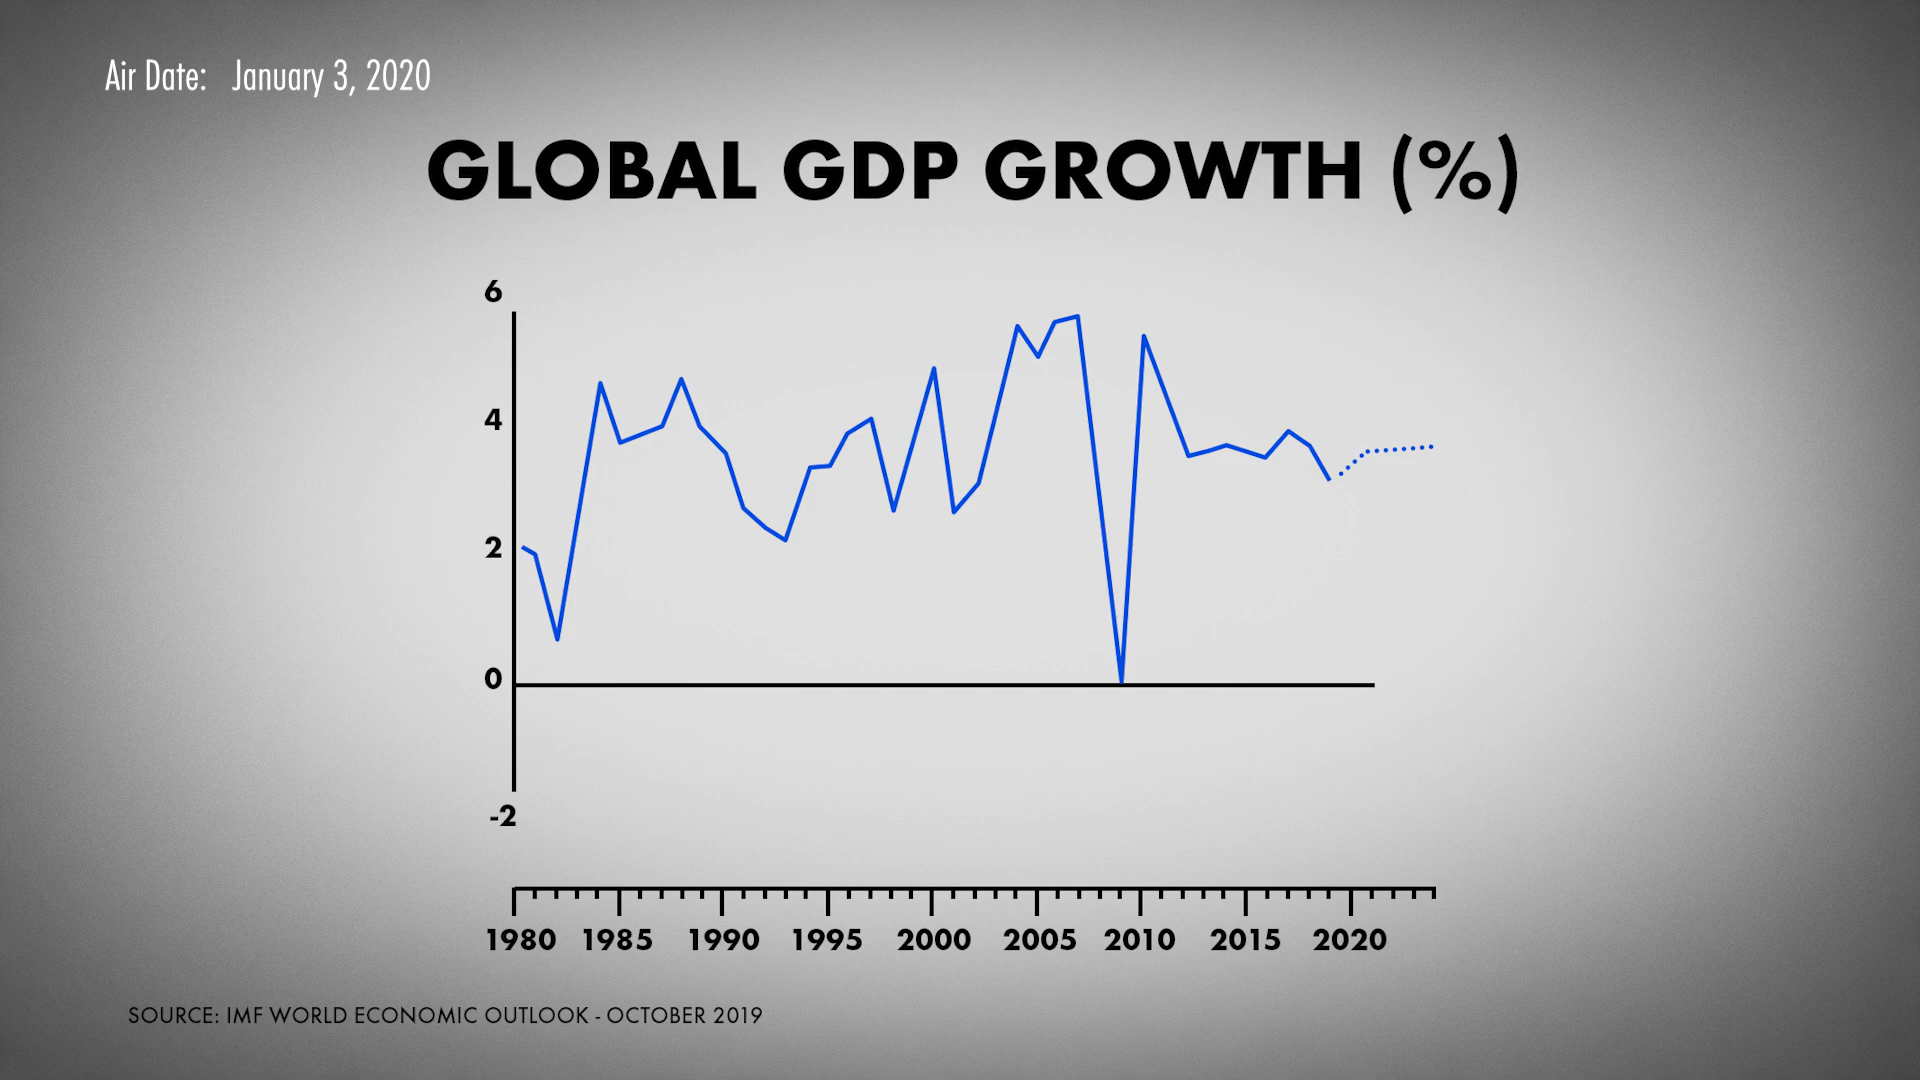 Air Date: January 3, 2020
GLOBAL GDP GROWTH (%)
6
4
2
0
-2
1980 1985 1990 1995 2000 2005 2010 2015 2020
SOURCE: IMF WORLD ECONOMIC OUTLOOK - OCTOBER 2019